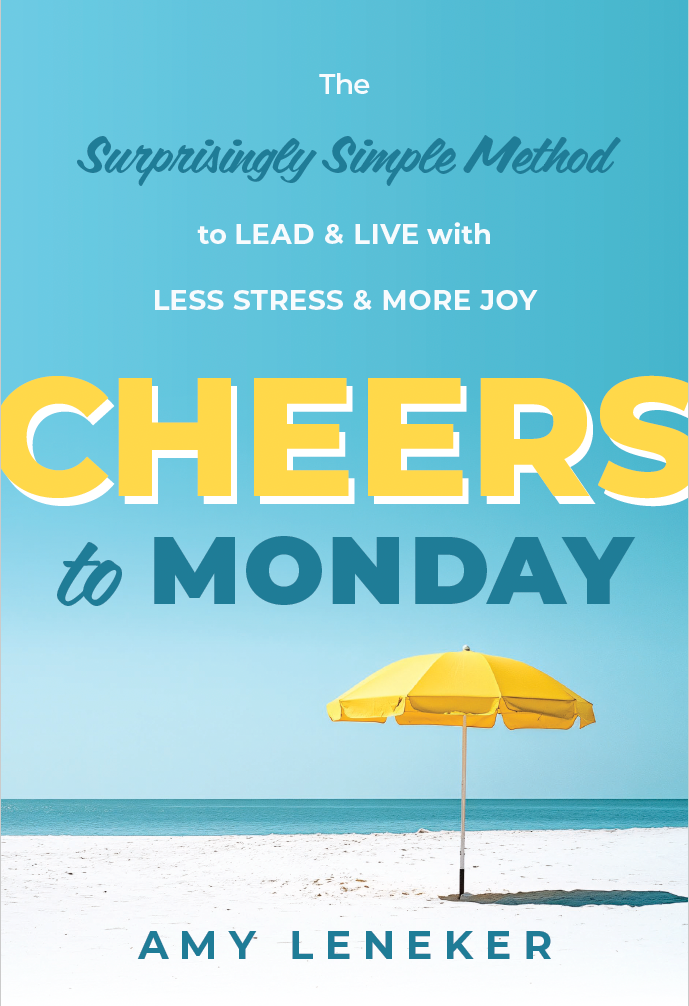 The
Surprisingly Simple Method
to LEAD & LIVE with
LESS STRESS & MORE JOY
CHEERS
to MONDAY
AMY LENEKER